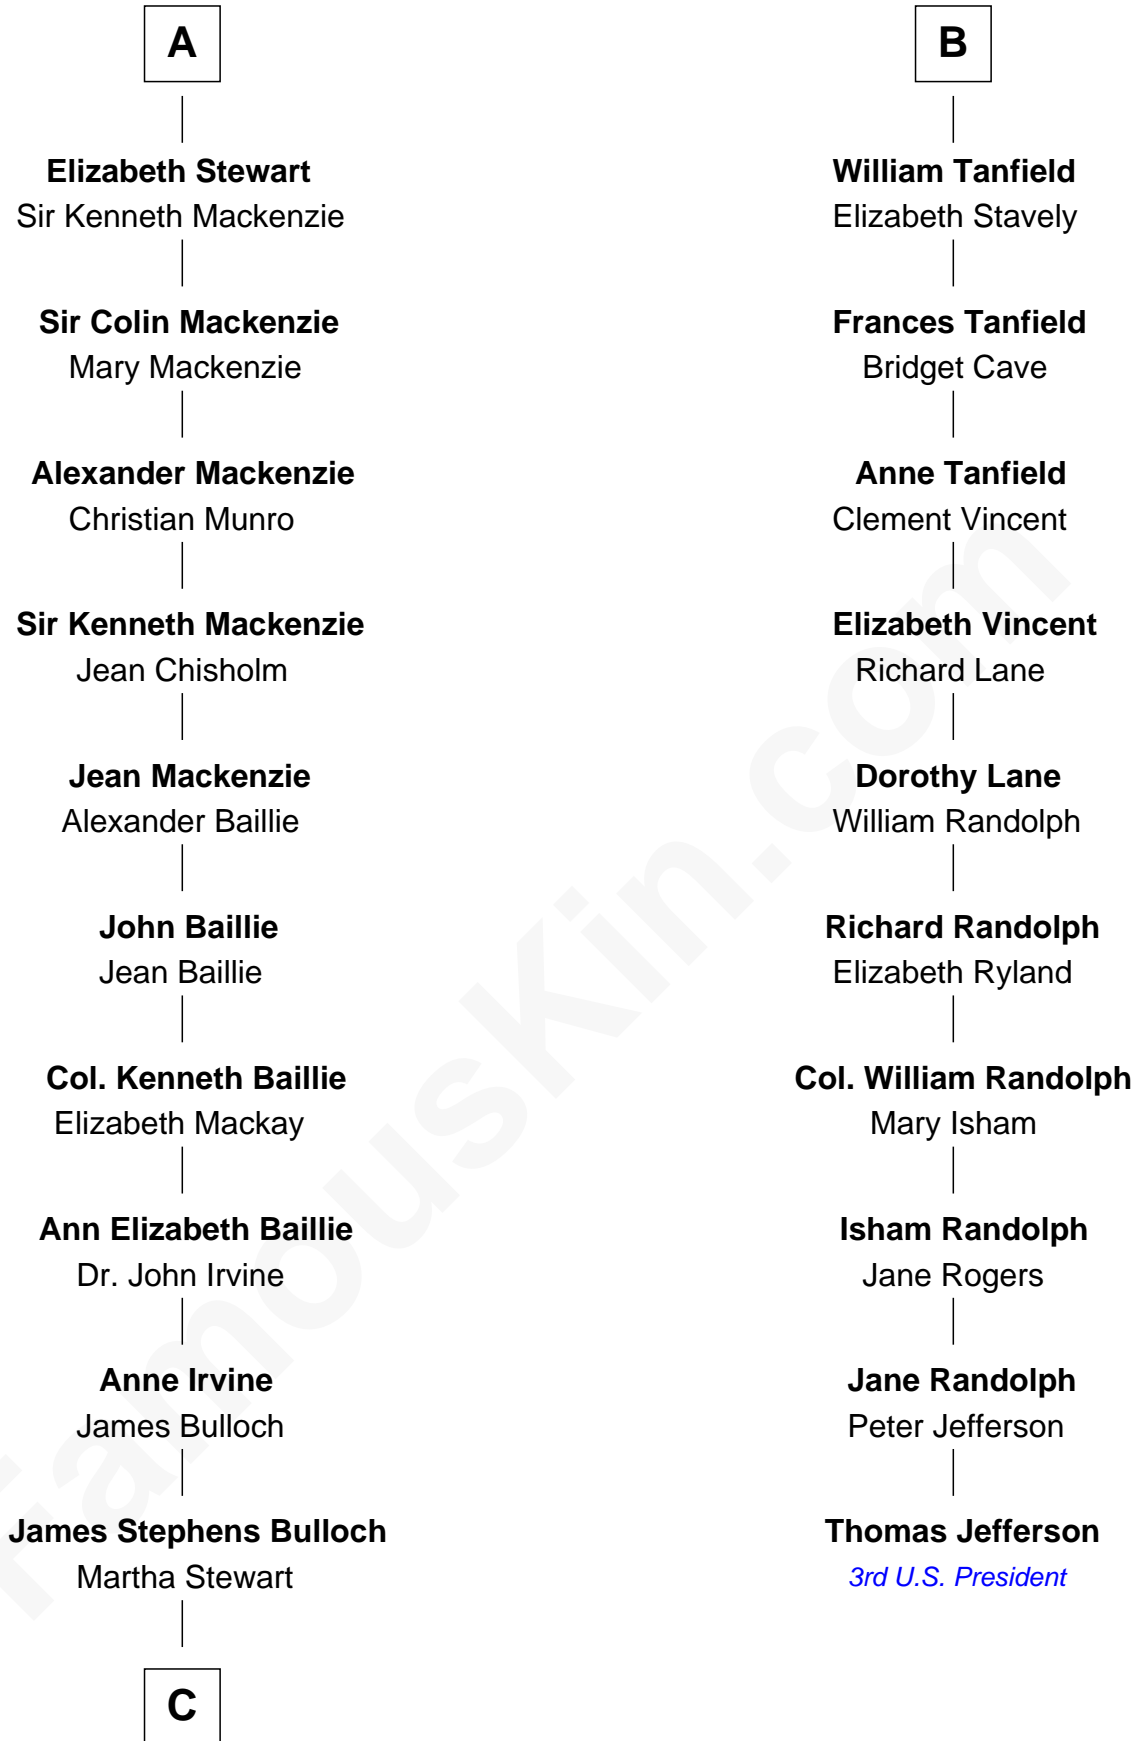 A
Elizabeth Stewart
Sir Kenneth Mackenzie
Sir Colin Mackenzie
Mary Mackenzie
Alexander Mackenzie
Christian Munro
Sir Kenneth Mackenzie
Jean Chisholm
Jean Mackenzie
Alexander Baillie
John Baillie
Jean Baillie
Col. Kenneth Baillie
Elizabeth Mackay
Ann Elizabeth Baillie
Dr. John Irvine
Anne Irvine
James Bulloch
James Stephens Bulloch
Martha Stewart
C
B
William Tanfield
Elizabeth Stavely
Frances Tanfield
Bridget Cave
Anne Tanfield
Clement Vincent
Elizabeth Vincent
Richard Lane
Dorothy Lane
William Randolph
Richard Randolph
Elizabeth Ryland
Col. William Randolph
Mary Isham
Isham Randolph
Jane Rogers
Jane Randolph
Peter Jefferson
Thomas Jefferson
3rd U.S. President
FamousKin.com